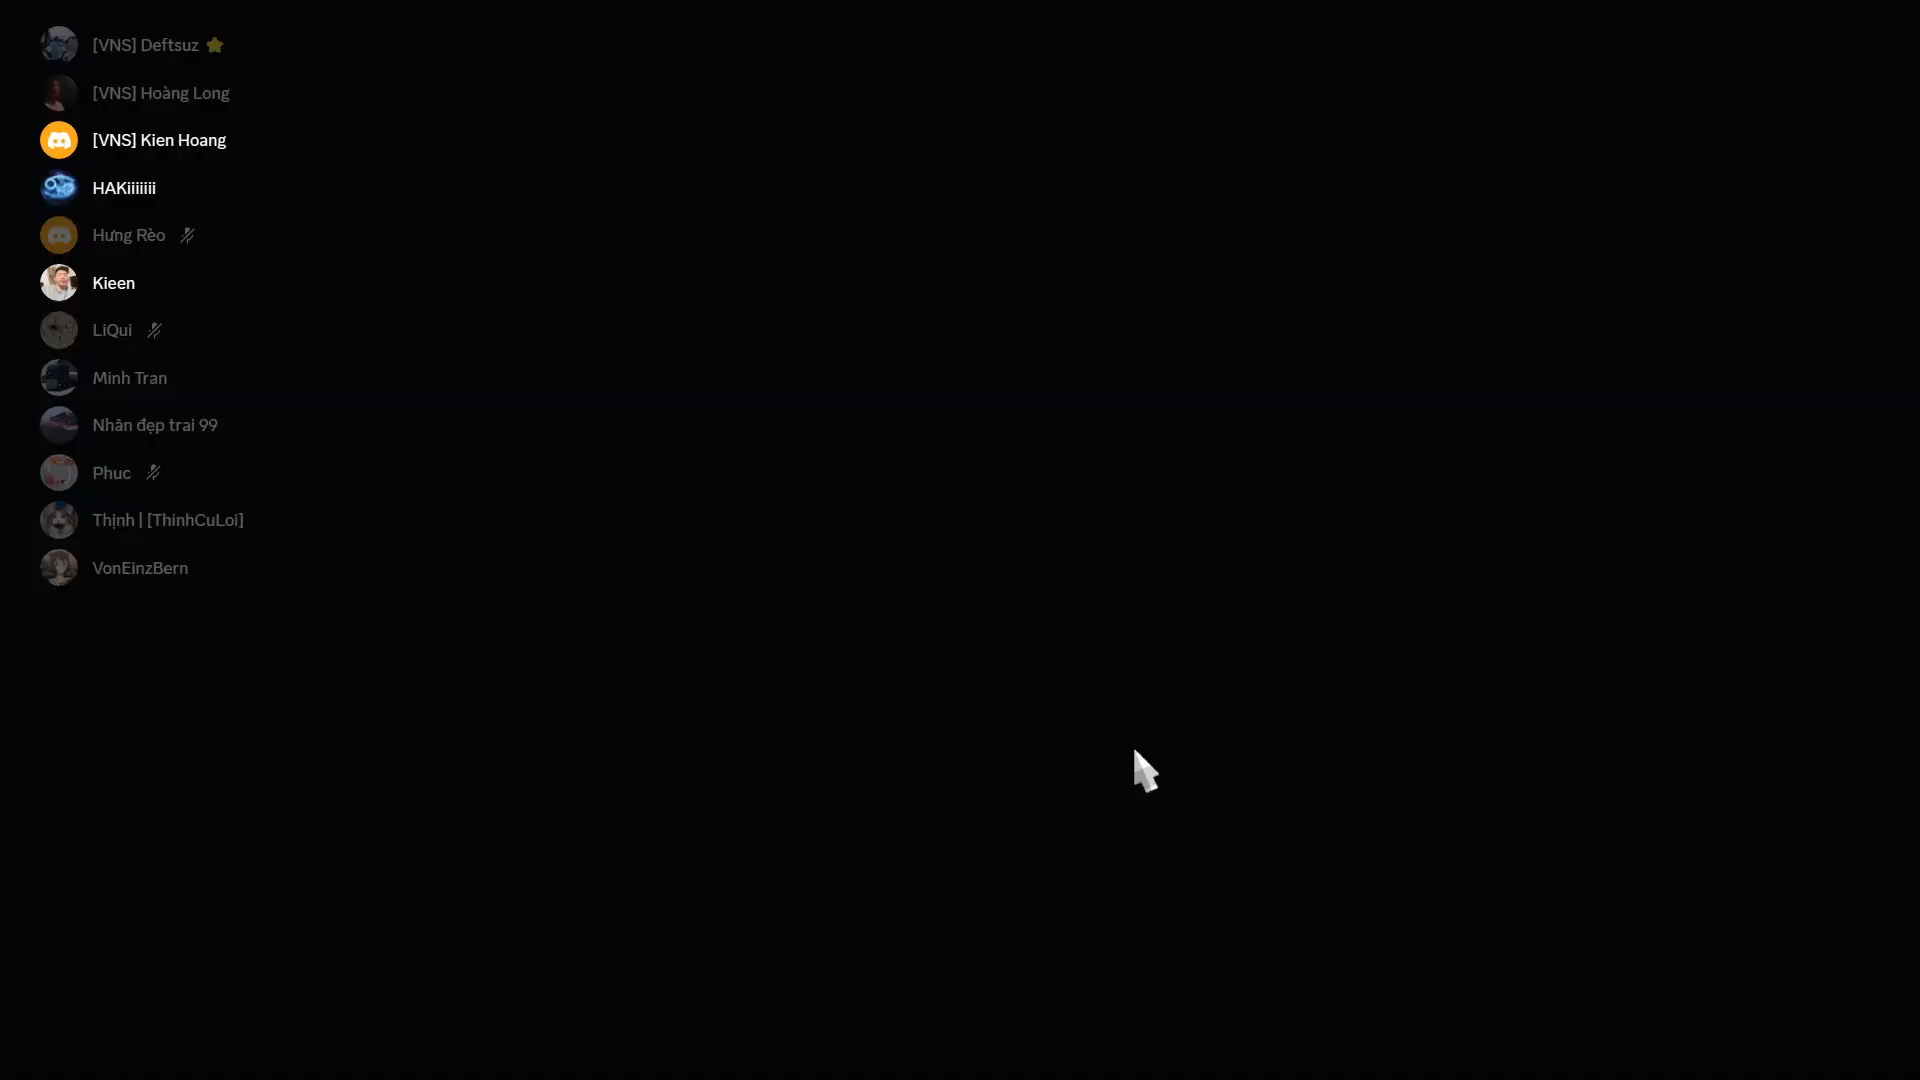 [VNS] Deftsuz
[VNS] Hoàng Long
[VNS] Kien Hoang
HAKiiiiiii
Hưng Rèo
Kieen
LiQui
Minh Tran
Nhân đẹp trai 99
Phuc
Thịnh | [ThinhCuLoi]
VonEinzBern